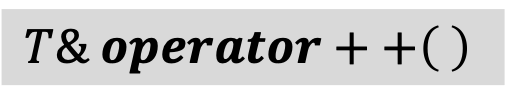 T& operator + +( )